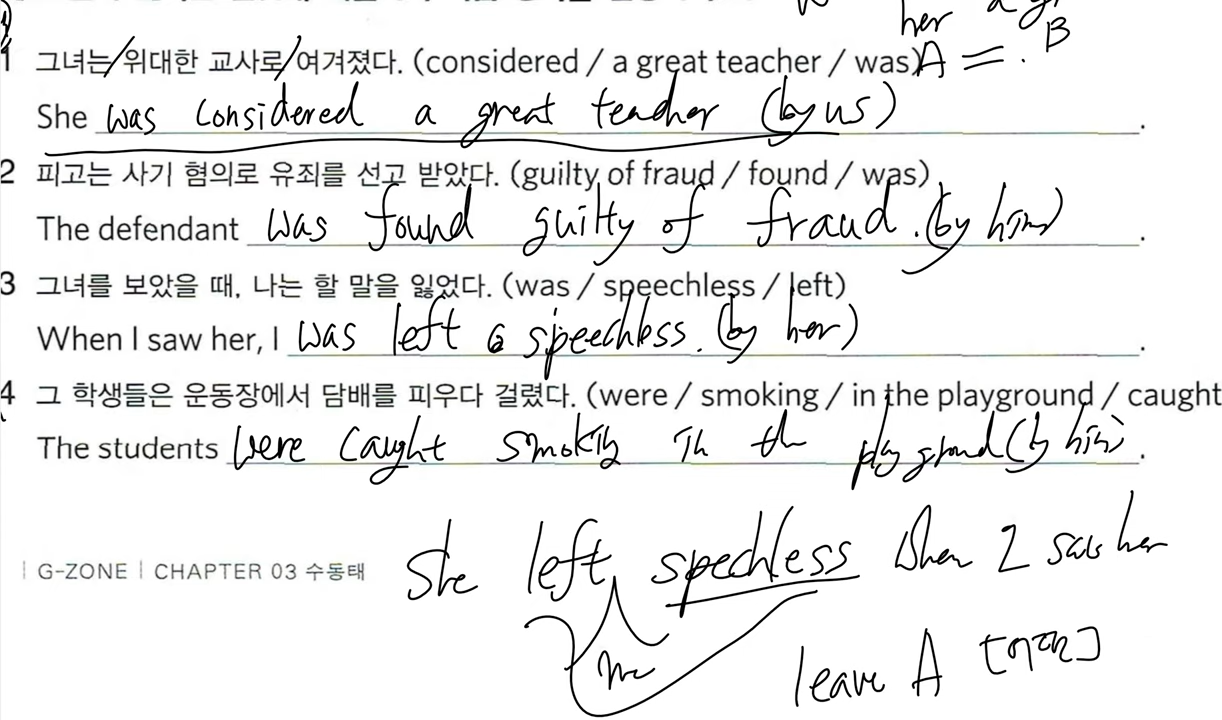 her
A = B
1 그녀는/위대한 교사로/여겨졌다. (considered / a great teacher / was)
She was considered a great teacher (by us).
2 피고는 사기 혐의로 유죄를 선고 받았다. (guilty of fraud / found / was)
The defendant was found guilty of fraud. (by him).
3 그녀를 보았을 때, 나는 할 말을 잃었다. (was / speechless / left)
When I saw her, I was left speechless. (by her).
4 그 학생들은 운동장에서 담배를 피우다 걸렸다. (were / smoking / in the playground / caught
The students were caught smoking in the playground (by him).
She left spechless when I saw her
me
| G-ZONE | CHAPTER 03 수동태
leave A